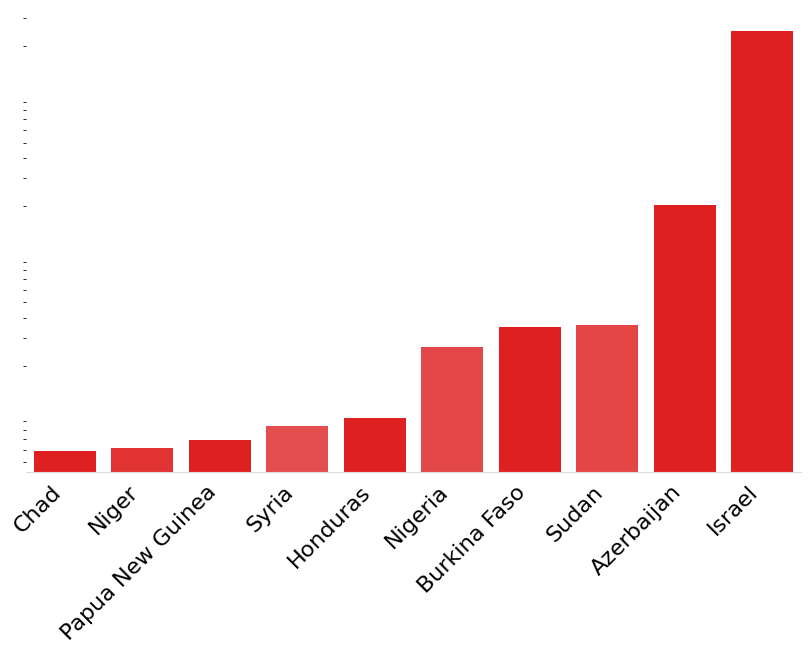 Chad
Niger
Papua New Guinea
Syria
Honduras
Nigeria
Burkina Faso
Sudan
Azerbaijan
Israel